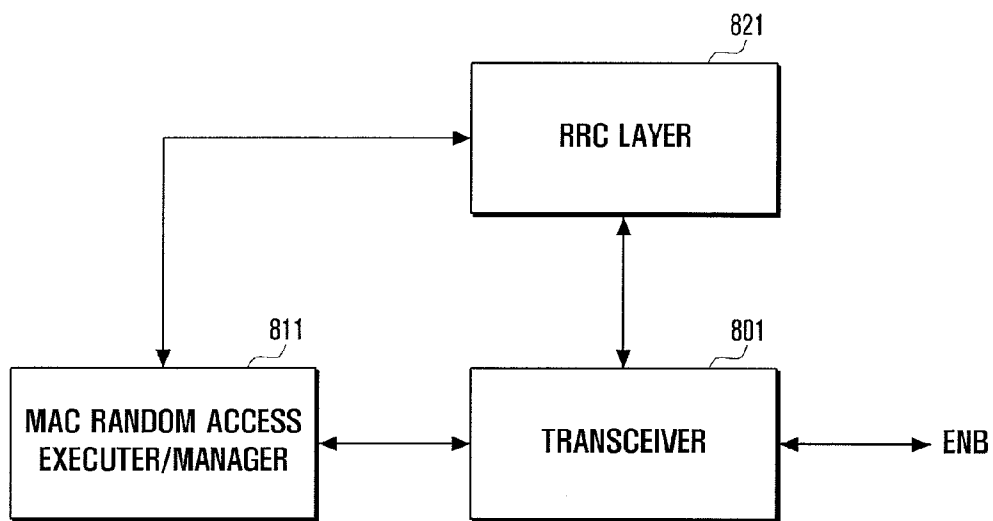 821
RRC LAYER
811
MAC RANDOM ACCESS
EXECUTER/MANAGER
801
TRANSCEIVER
ENB